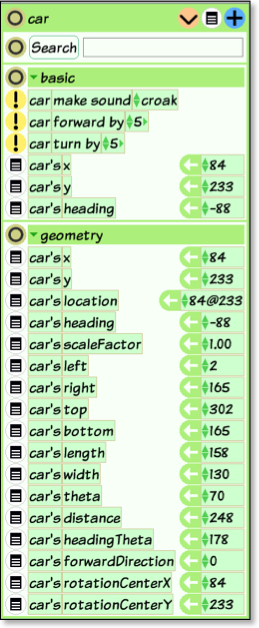 car
Search
basic
car make sound croak
car forward by 5
car turn by 5
car's x 84
car's y 233
car's heading -88
geometry
car's x 84
car's y 233
car's location 84@233
car's heading -88
car's scaleFactor 1.00
car's left 2
car's right 165
car's top 302
car's bottom 165
car's length 158
car's width 130
car's theta 70
car's distance 248
car's headingTheta 178
car's forwardDirection 0
car's rotationCenterX 84
car's rotationCenterY 233